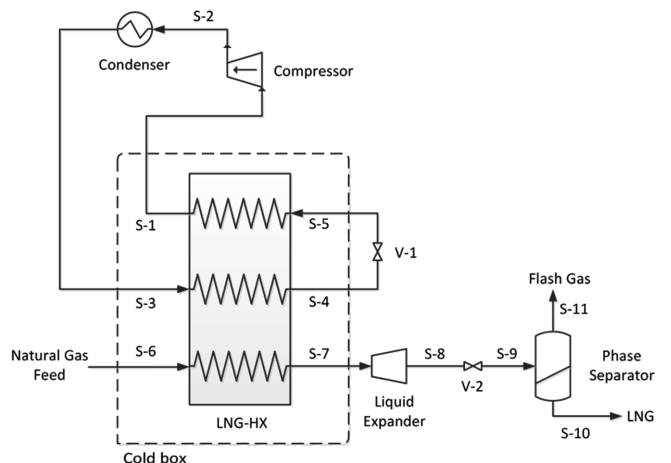 S-2
Condenser
Compressor
S-1
S-5
V-1
S-3
S-4
Flash Gas
S-11
Natural Gas
Feed
S-6
S-7
S-8
S-9
Phase
Separator
V-2
Liquid
Expander
LNG
S-10
LNG-HX
Cold box